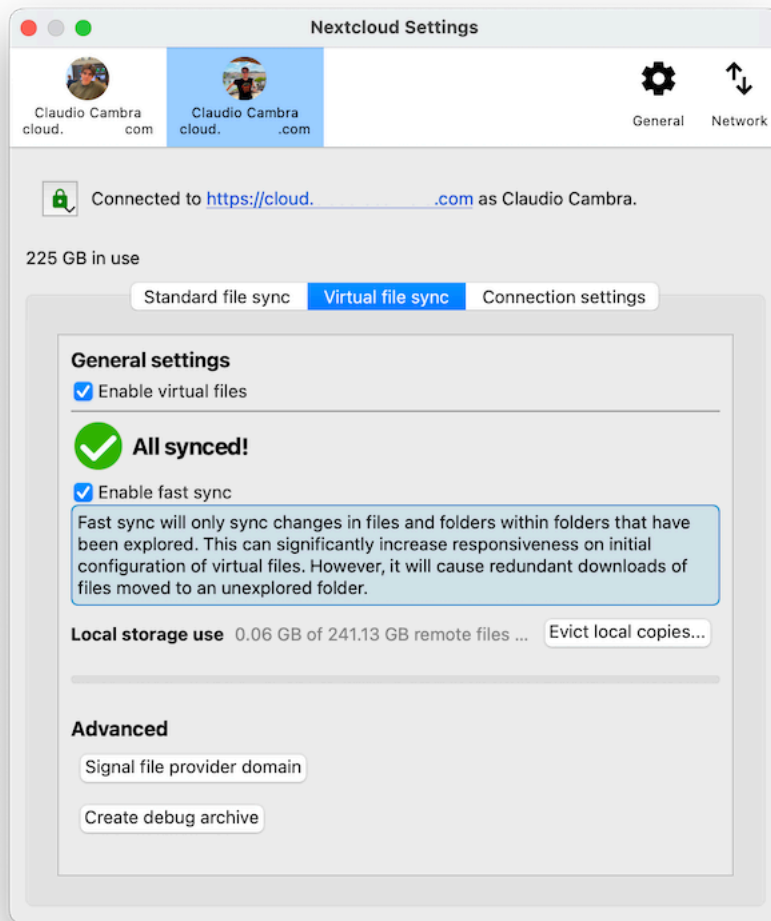 Nextcloud Settings
Claudio Cambra
cloud. com
Claudio Cambra
cloud. .com
General
Network
Connected to https://cloud. .com as Claudio Cambra.
225 GB in use
Standard file sync
Virtual file sync
Connection settings
General settings
Enable virtual files
All synced!
Enable fast sync
Fast sync will only sync changes in files and folders within folders that have
been explored. This can significantly increase responsiveness on initial
configuration of virtual files. However, it will cause redundant downloads of
files moved to an unexplored folder.
Local storage use 0.06 GB of 241.13 GB remote files ... Evict local copies...
Advanced
Signal file provider domain
Create debug archive